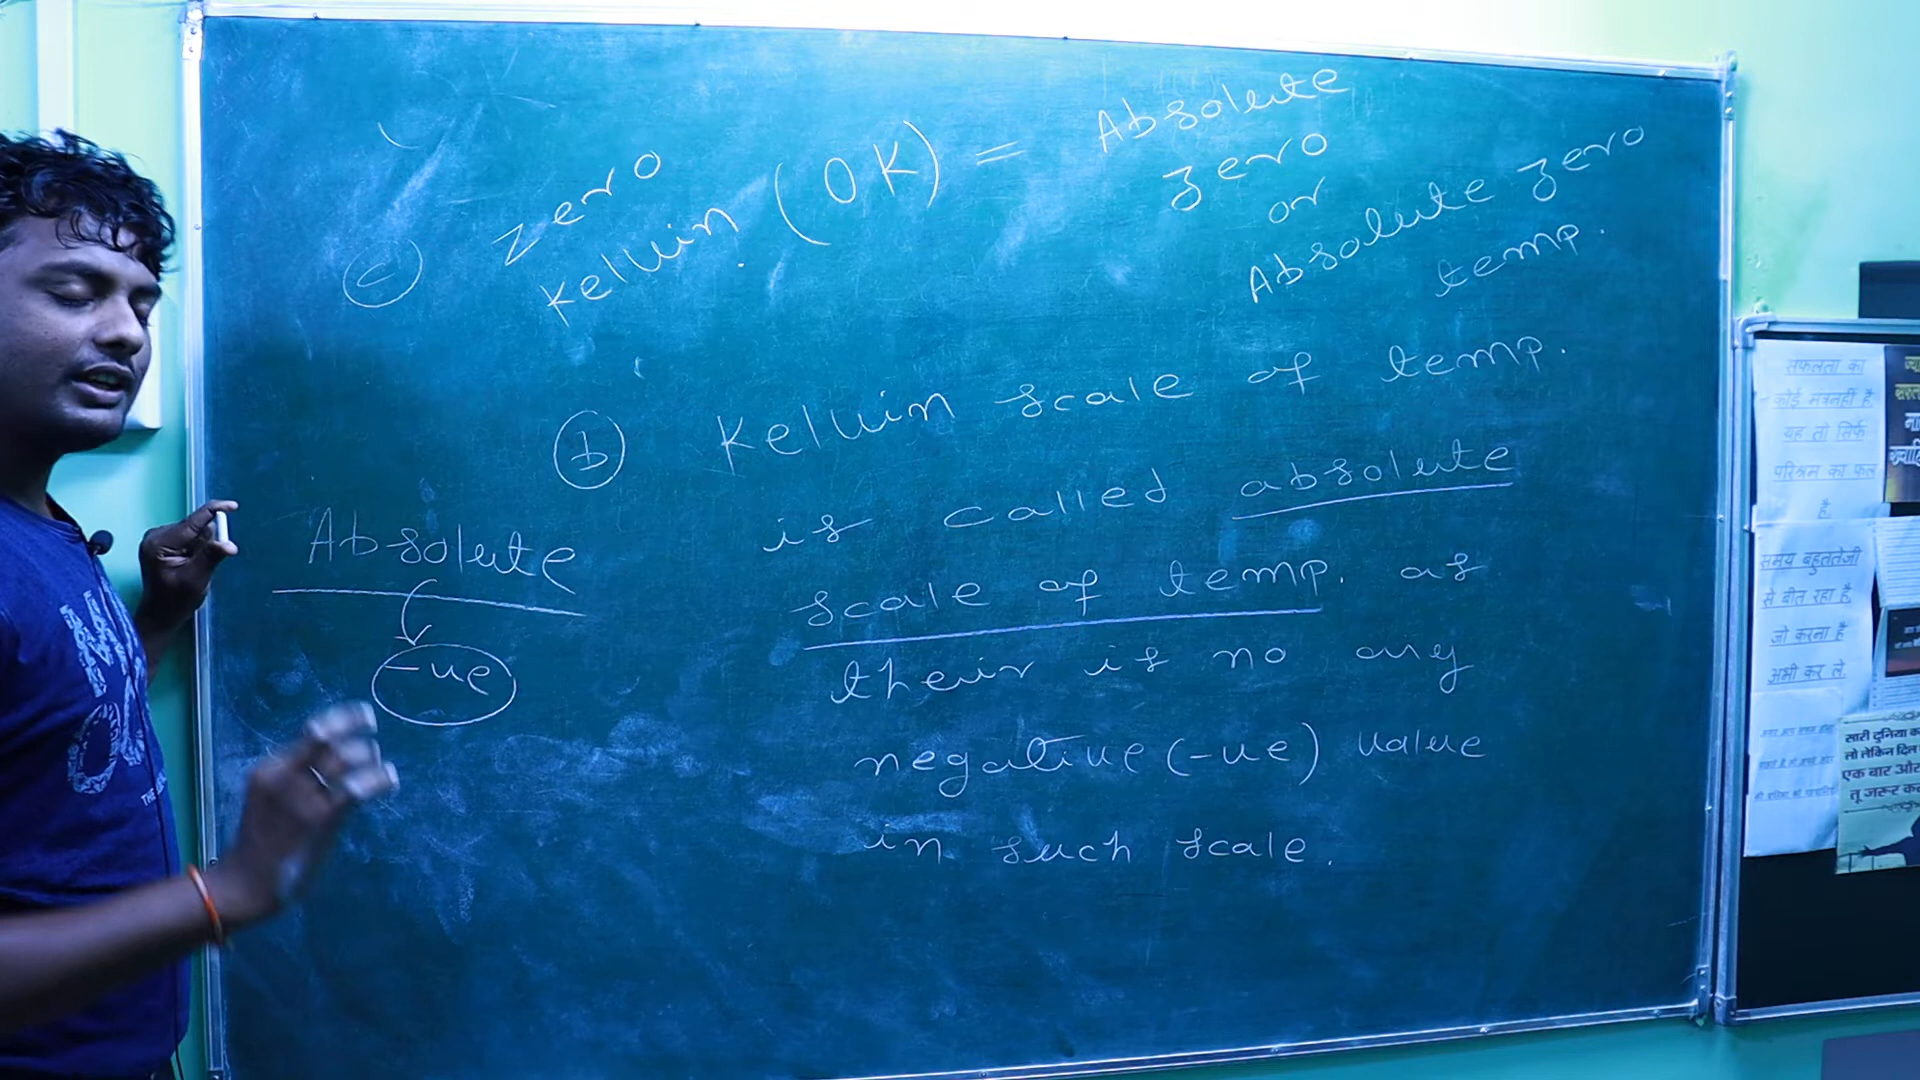 c zero
kelvin (0K) = Absolute
zero
or
Absolute zero
temp.
b Kelvin scale of temp.
is called absolute
scale of temp. as
their is no any
negative (-ve) value
in such scale.
Absolute
-ve
सफलता का
कोई मंत्र नहीं है
यह तो सिर्फ
परिश्रम का फल
है
समय बहुत तेजी
से बीत रहा है
जो करना है
अभी कर ले
सारी दुनिया
लो लेकिन दिल
एक बार और
तू जरूर